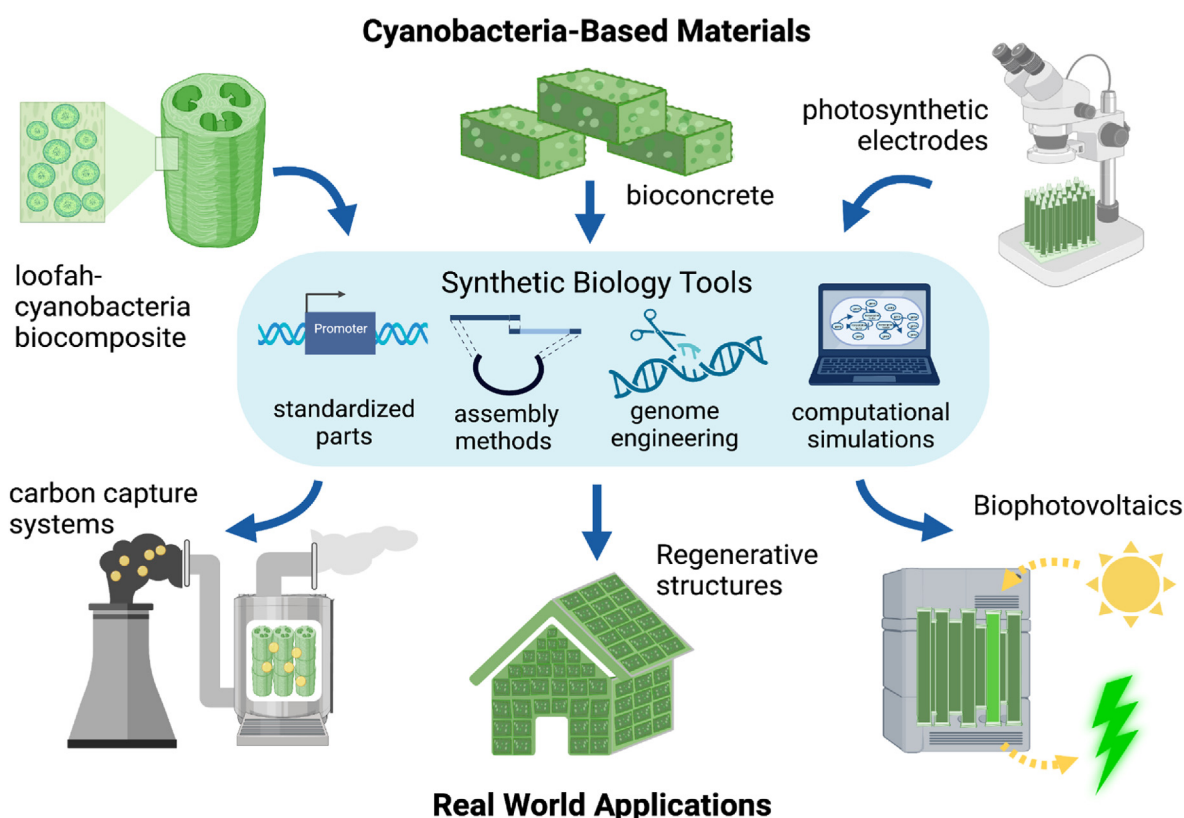 Cyanobacteria-Based Materials
loofah-
cyanobacteria
biocomposite
bioconcrete
photosynthetic
electrodes
Synthetic Biology Tools
Promoter
standardized
parts
assembly
methods
genome
engineering
computational
simulations
carbon capture
systems
Regenerative
structures
Biophotovoltaics
Real World Applications